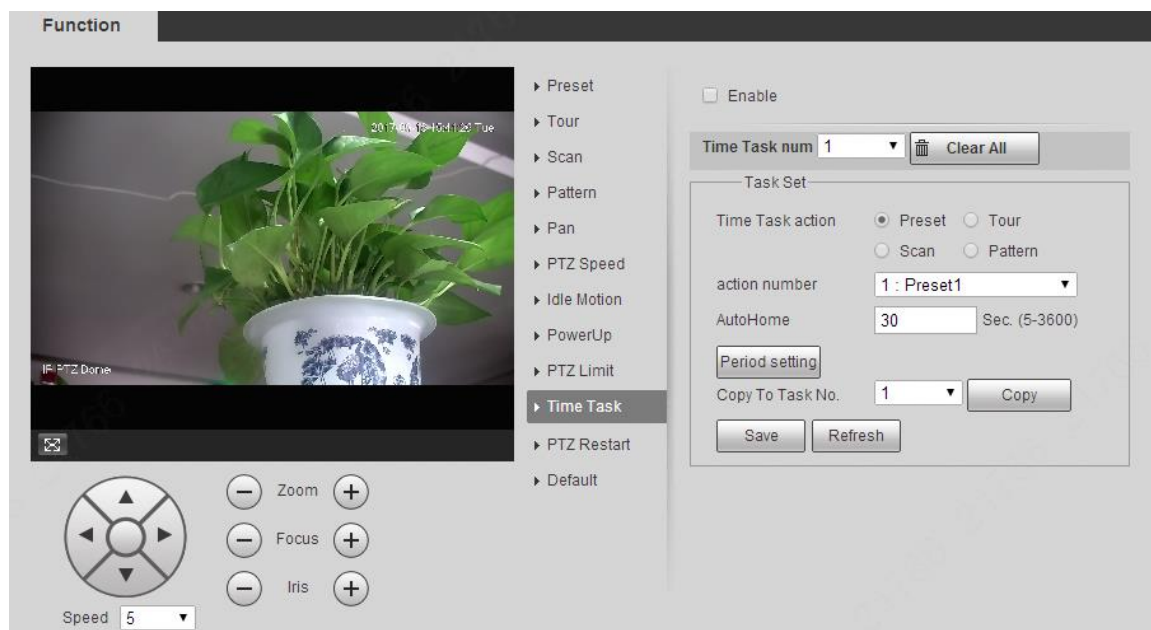 Function
Tue
IP PTZ Dome
Preset
Tour
Scan
Pattern
Pan
PTZ Speed
Idle Motion
PowerUp
PTZ Limit
Time Task
PTZ Restart
Default
Enable
Time Task num 1 Clear All
Task Set
Time Task action Preset Tour
Scan Pattern
action number 1 : Preset1
AutoHome 30 Sec. (5-3600)
Period setting
Copy To Task No. 1 Copy
Save Refresh
Zoom
Focus
Iris
Speed 5